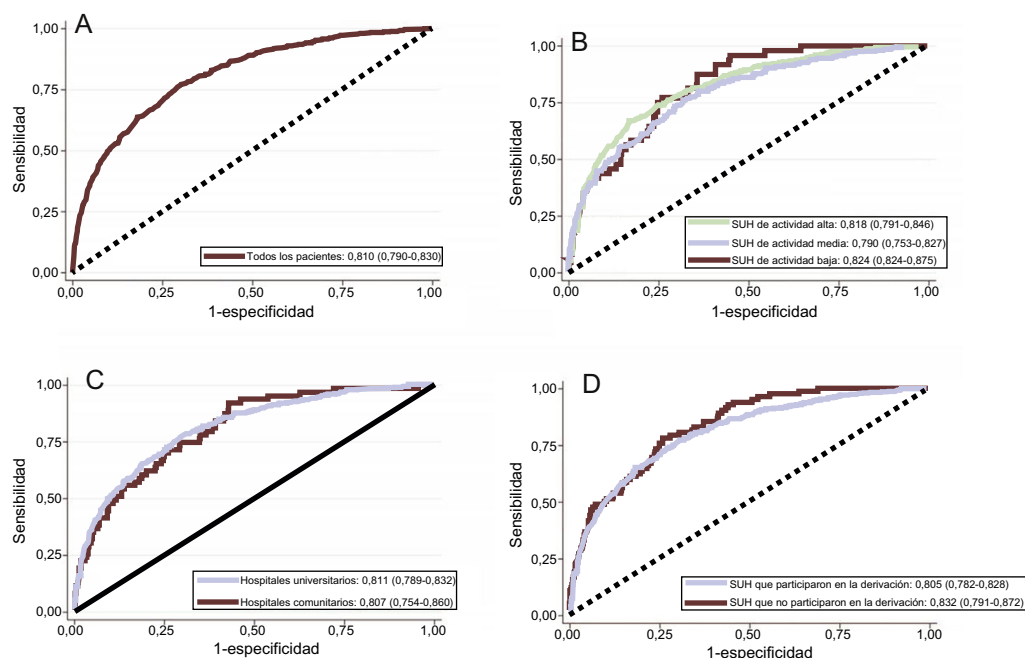 A
Sensibilidad
1,00
0,75
0,50
0,25
0,00
Todos los pacientes: 0,810 (0,790-0,830)
0,00 0,25 0,50 0,75 1,00
1-especificidad
B
Sensibilidad
1,00
0,75
0,50
0,25
0,00
SUH de actividad alta: 0,818 (0,791-0,846)
SUH de actividad media: 0,790 (0,753-0,827)
SUH de actividad baja: 0,824 (0,824-0,875)
0,00 0,25 0,50 0,75 1,00
1-especificidad
C
Sensibilidad
1,00
0,75
0,50
0,25
0,00
Hospitales universitarios: 0,811 (0,789-0,832)
Hospitales comunitarios: 0,807 (0,754-0,860)
0,00 0,25 0,50 0,75 1,00
1-especificidad
D
Sensibilidad
1,00
0,75
0,50
0,25
0,00
SUH que participaron en la derivación: 0,805 (0,782-0,828)
SUH que no participaron en la derivación: 0,832 (0,791-0,872)
0,00 0,25 0,50 0,75 1,00
1-especificidad